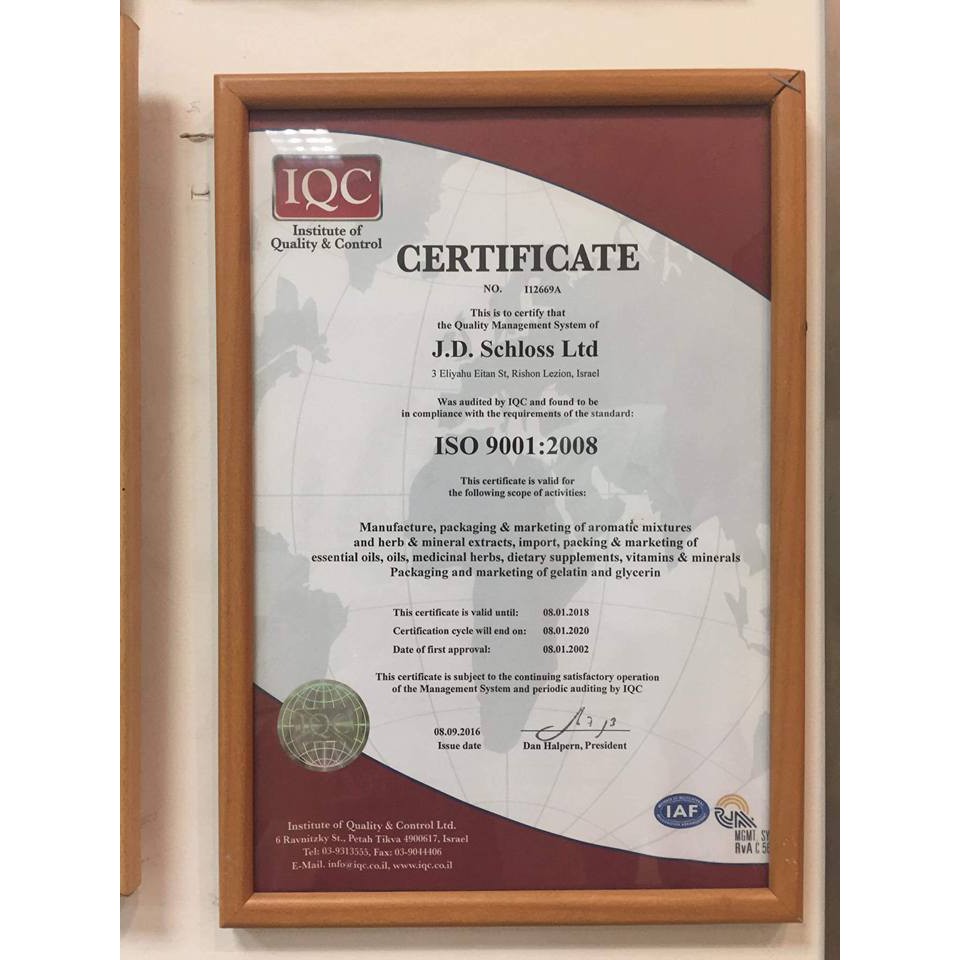 IQC
Institute of
Quality & Control
CERTIFICATE
NO. I12669A
This is to certify that
the Quality Management System of
J.D. Schloss Ltd
3 Eliyahu Eitan St, Rishon Lezion, Israel
Was audited by IQC and found to be
in compliance with the requirements of the standard:
ISO 9001:2008
This certificate is valid for
the following scope of activities:
Manufacture, packaging & marketing of aromatic mixtures
and herb & mineral extracts, import, packing & marketing of
essential oils, oils, medicinal herbs, dietary supplements, vitamins & minerals
Packaging and marketing of gelatin and glycerin
This certificate is valid until: 08.01.2018
Certification cycle will end on: 08.01.2020
Date of first approval: 08.01.2002
This certificate is subject to the continuing satisfactory operation
of the Management System and periodic auditing by IQC
IQC
08.09.2016
Issue date
Dan Halpern, President
IAF
RvA
MGMT. SY
RvA C 56
Institute of Quality & Control Ltd.
6 Ravnitzky St., Petah Tikva 4900617, Israel
Tel: 03-9313555, Fax: 03-9044406
E-Mail. info@iqc.co.il, www.iqc.co.il